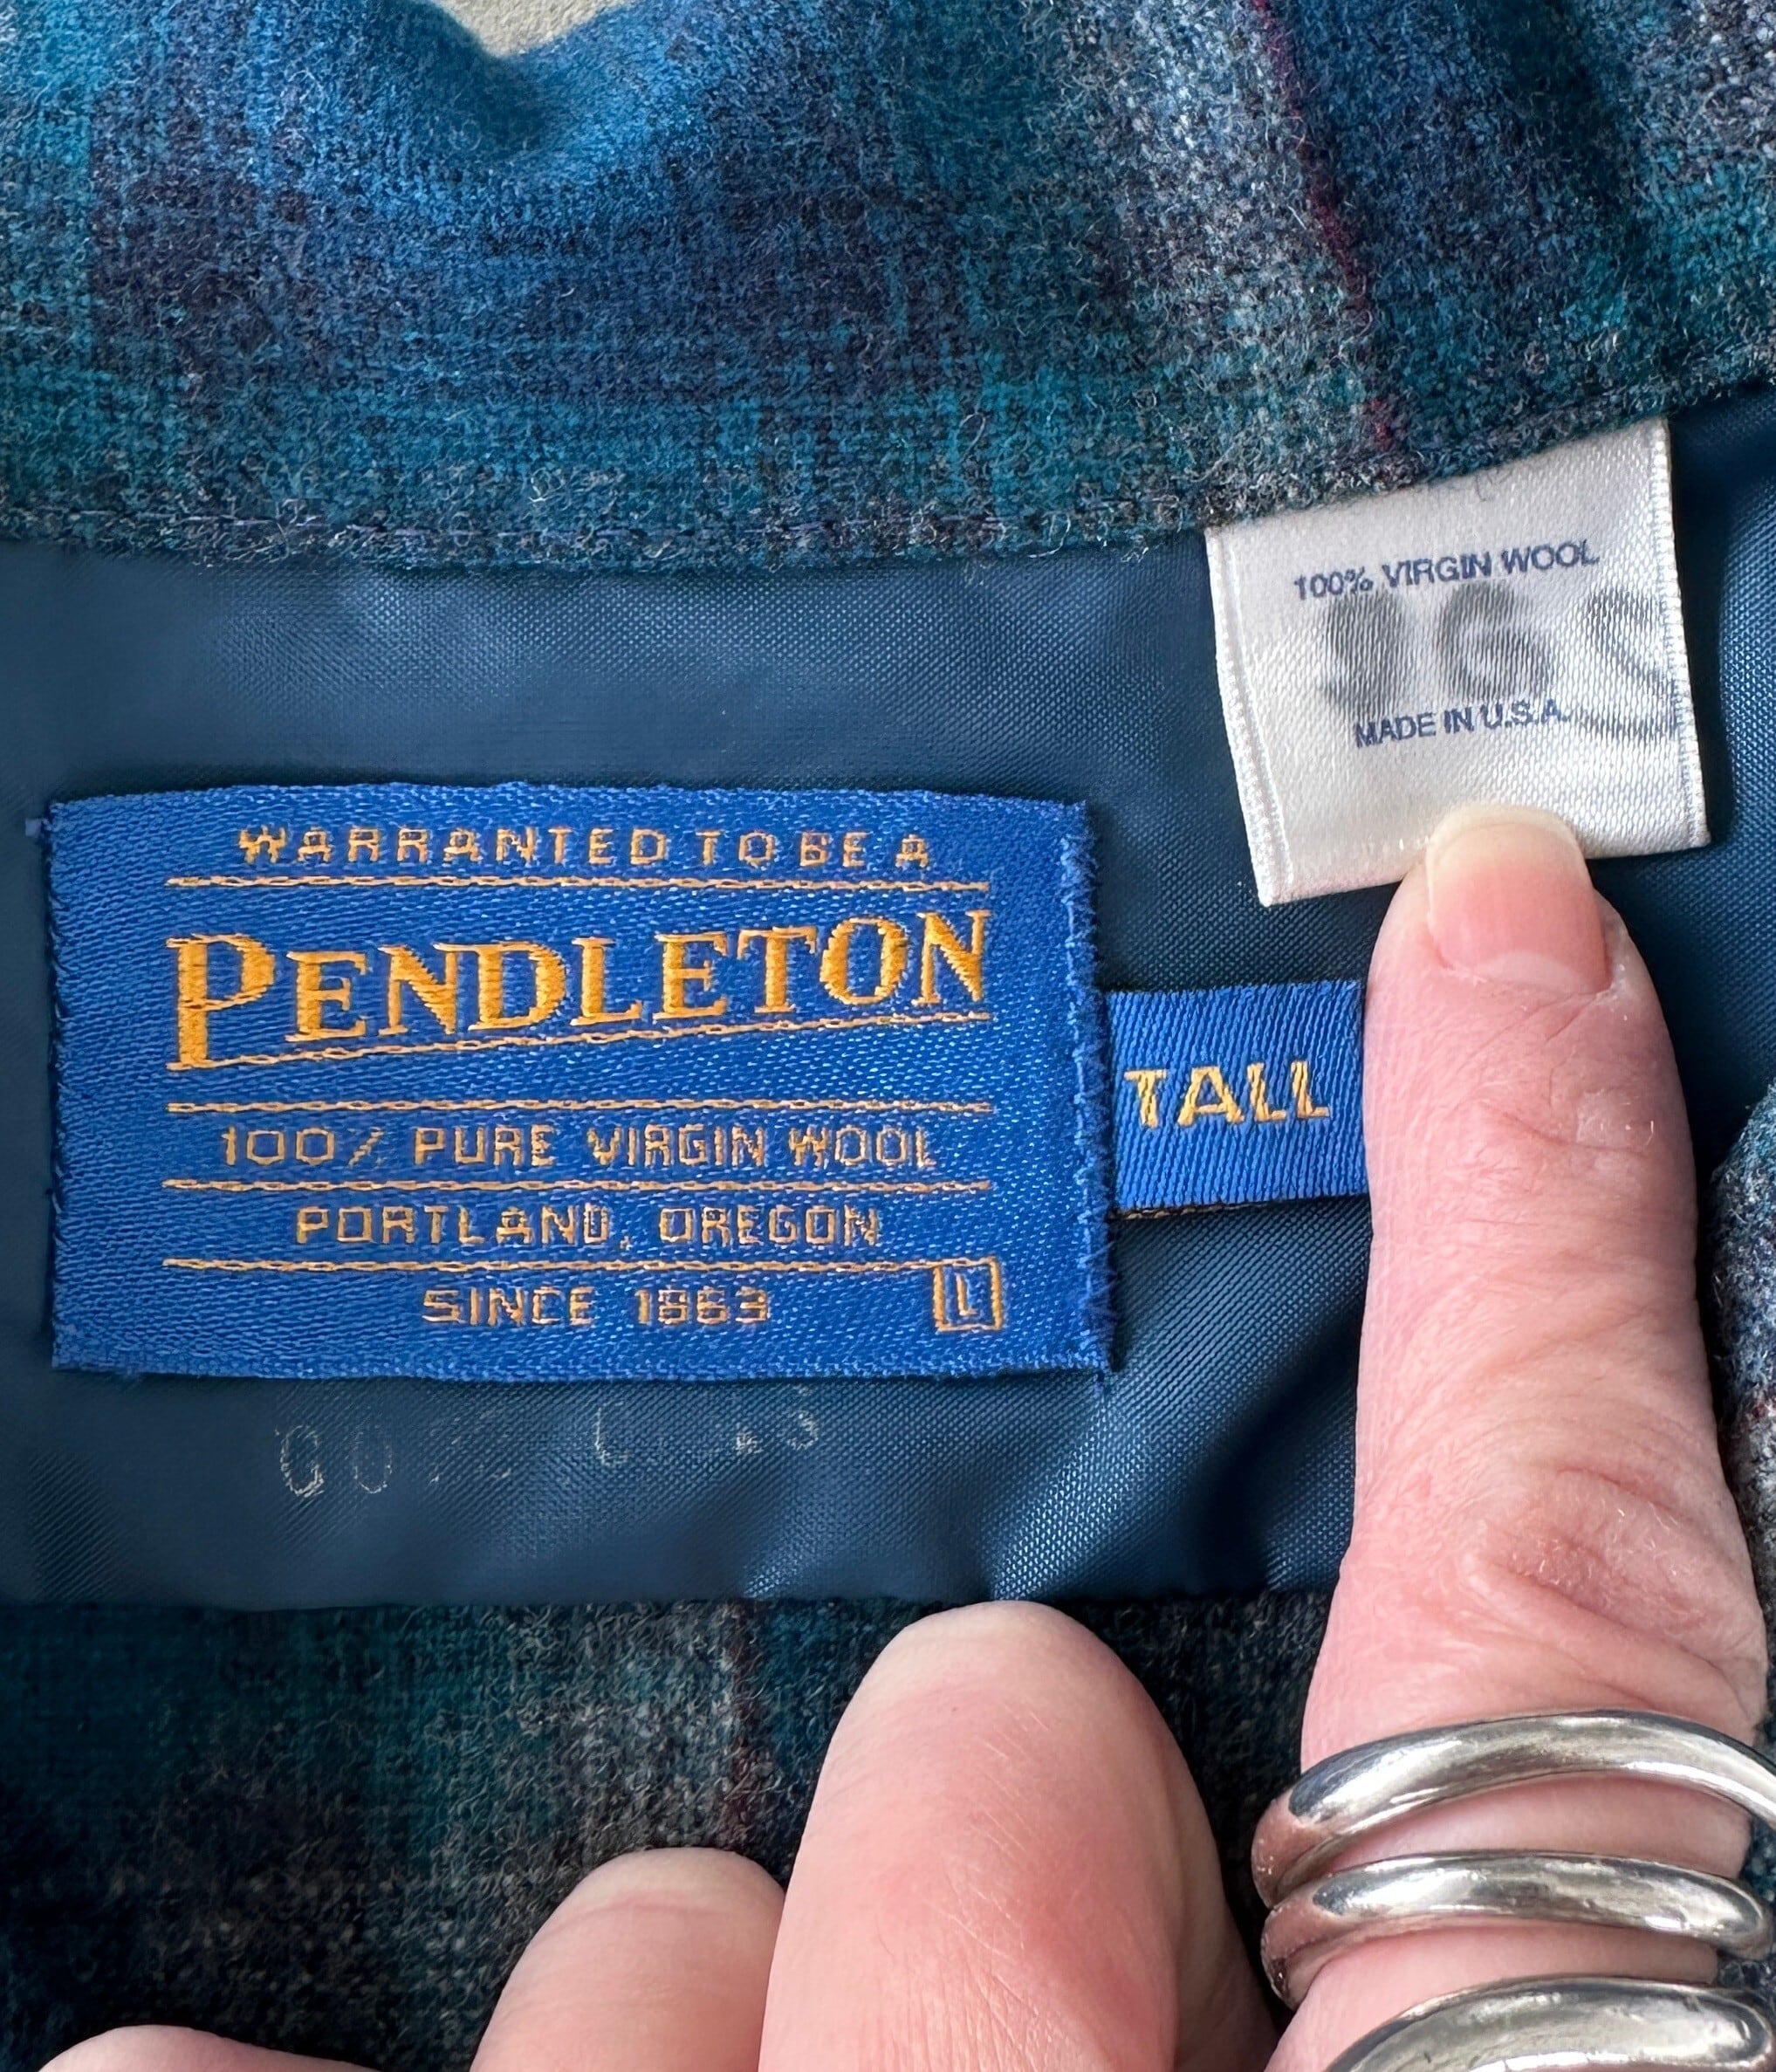 100% VIRGIN WOOL
MADE IN U.S.A.
WARRANTED TO BE A
PENDLETON
100% PURE VIRGIN WOOL
PORTLAND, OREGON
SINCE 1863
L
TALL